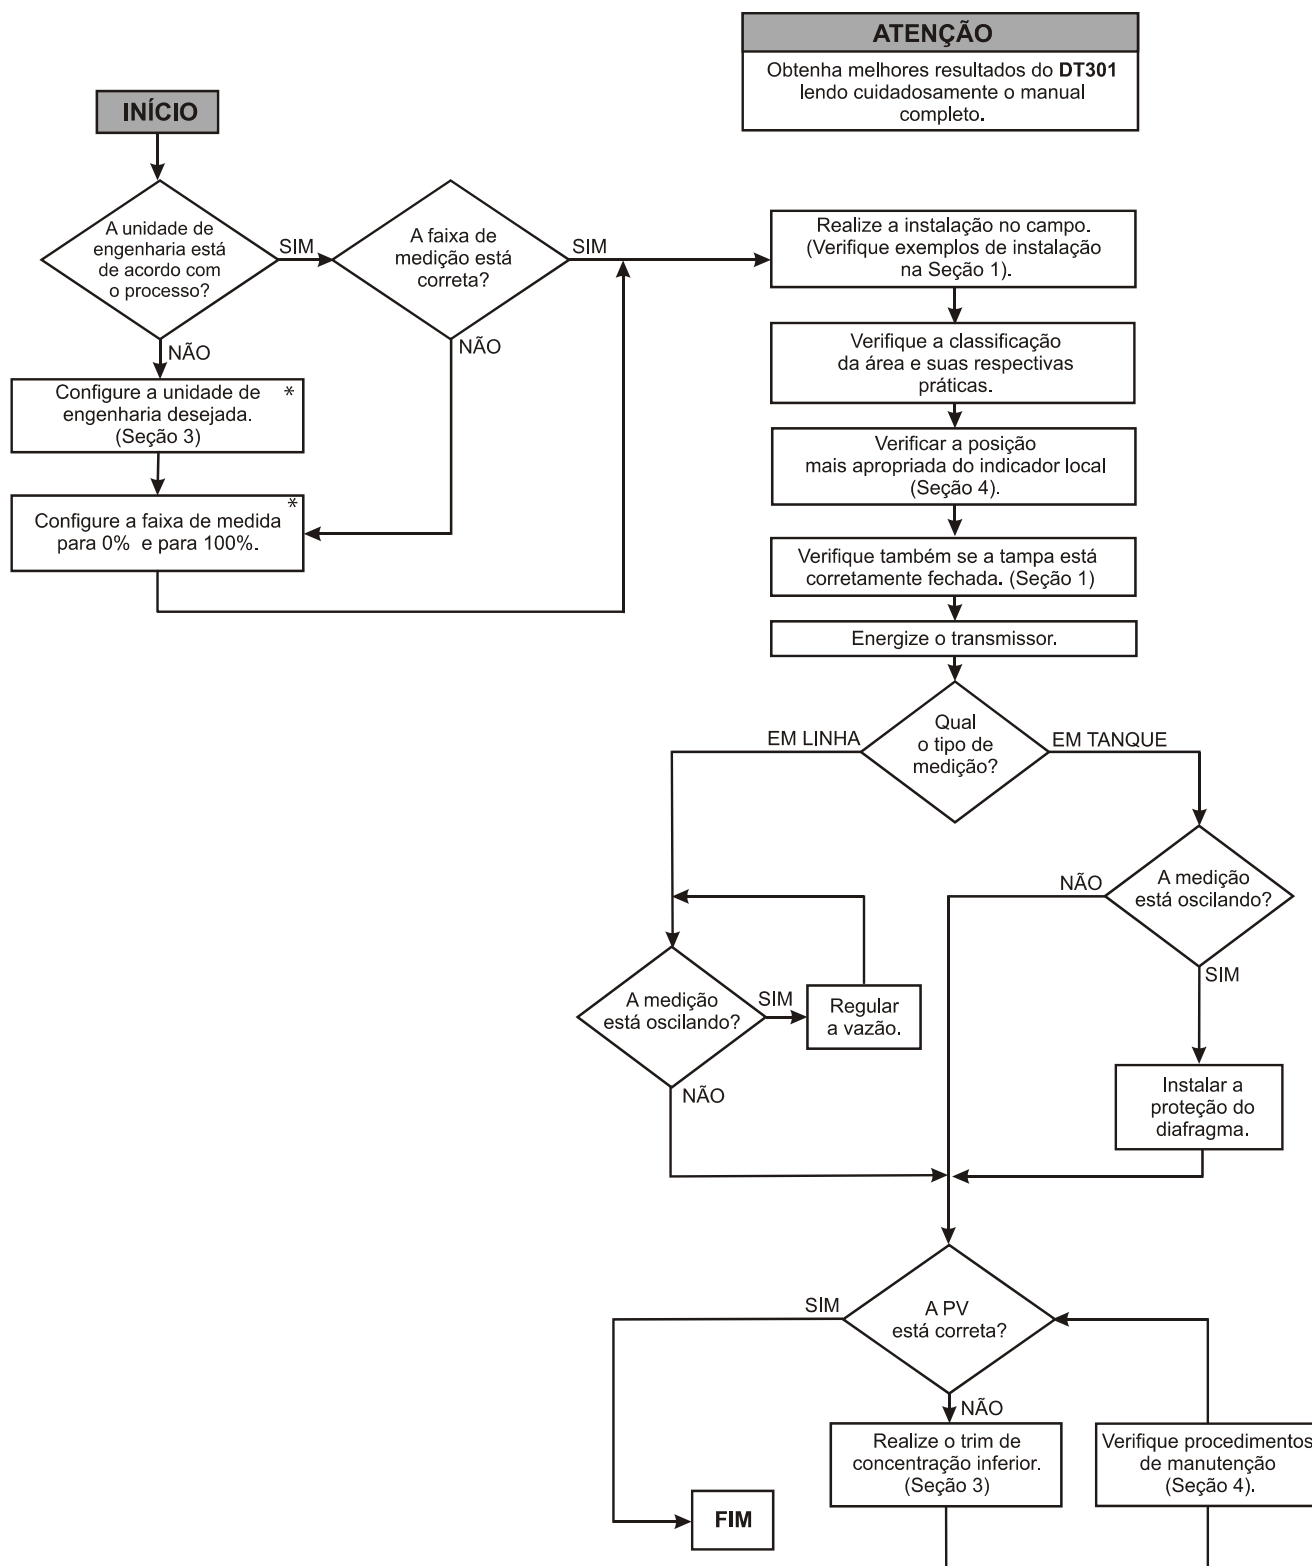 ATENÇÃO
Obtenha melhores resultados do DT301
lendo cuidadosamente o manual
completo.
INÍCIO
A unidade de
engenharia está
de acordo com
o processo?
SIM
A faixa de
medição está
correta?
SIM
Realize a instalação no campo.
(Verifique exemplos de instalação
na Seção 1).
NÃO
NÃO
Configure a unidade de *
engenharia desejada.
(Seção 3)
Verifique a classificação
da área e suas respectivas
práticas.
Verificar a posição
mais apropriada do indicador local
(Seção 4).
*
Configure a faixa de medida
para 0% e para 100%.
Verifique também se a tampa está
corretamente fechada. (Seção 1)
Energize o transmissor.
Qual
o tipo de
medição?
EM LINHA
EM TANQUE
A medição
está oscilando?
NÃO
SIM
A medição
está oscilando?
SIM
Regular
a vazão.
NÃO
Instalar a
proteção do
diafragma.
A PV
está correta?
SIM
NÃO
Realize o trim de
concentração inferior.
(Seção 3)
Verifique procedimentos
de manutenção
(Seção 4).
FIM